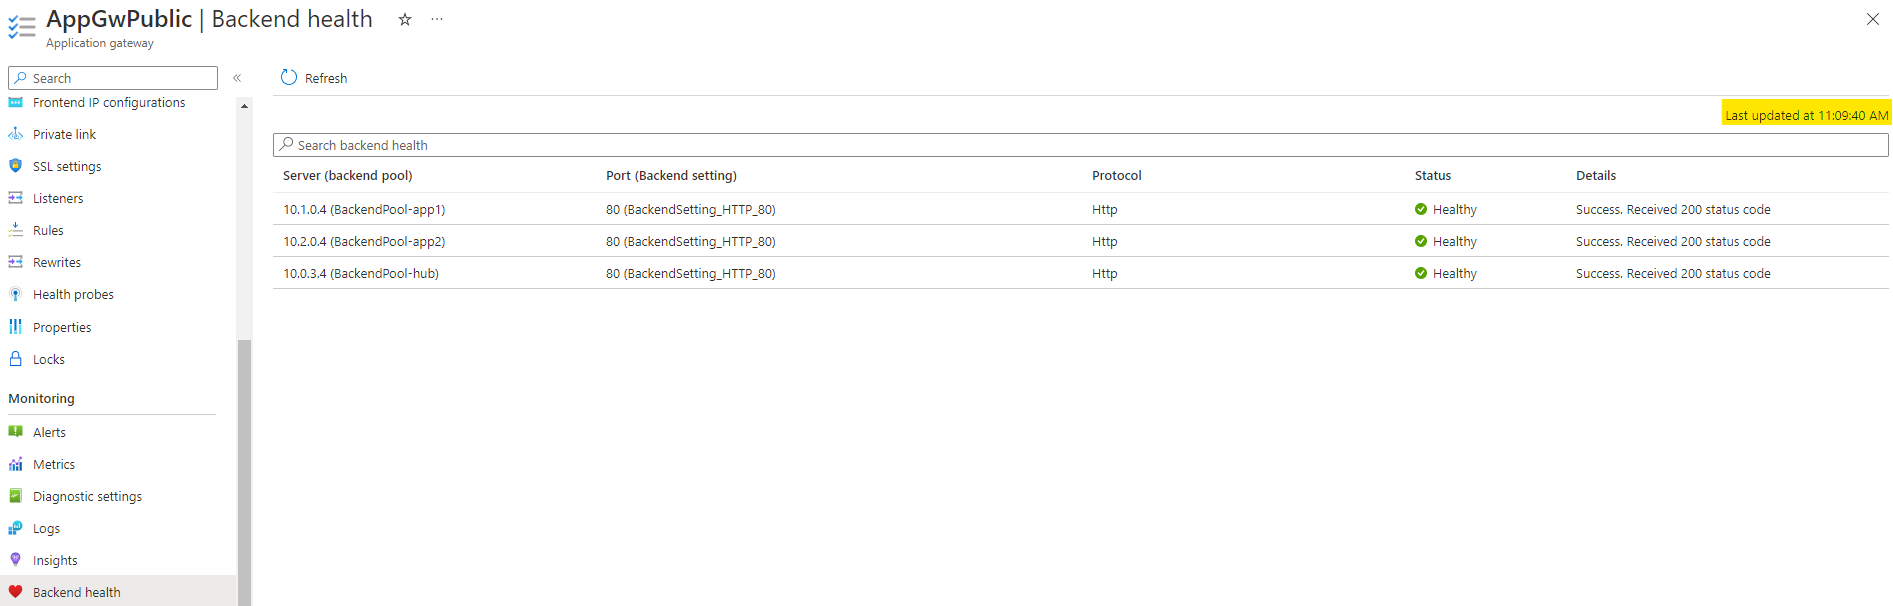 AppGwPublic | Backend health
Application gateway
Search
Frontend IP configurations
Private link
SSL settings
Listeners
Rules
Rewrites
Health probes
Properties
Locks
Monitoring
Alerts
Metrics
Diagnostic settings
Logs
Insights
Backend health
Refresh
Last updated at 11:09:40 AM
Search backend health
Server (backend pool) Port (Backend setting) Protocol Status Details
10.1.0.4 (BackendPool-app1) 80 (BackendSetting_HTTP_80) Http Healthy Success. Received 200 status code
10.2.0.4 (BackendPool-app2) 80 (BackendSetting_HTTP_80) Http Healthy Success. Received 200 status code
10.0.3.4 (BackendPool-hub) 80 (BackendSetting_HTTP_80) Http Healthy Success. Received 200 status code